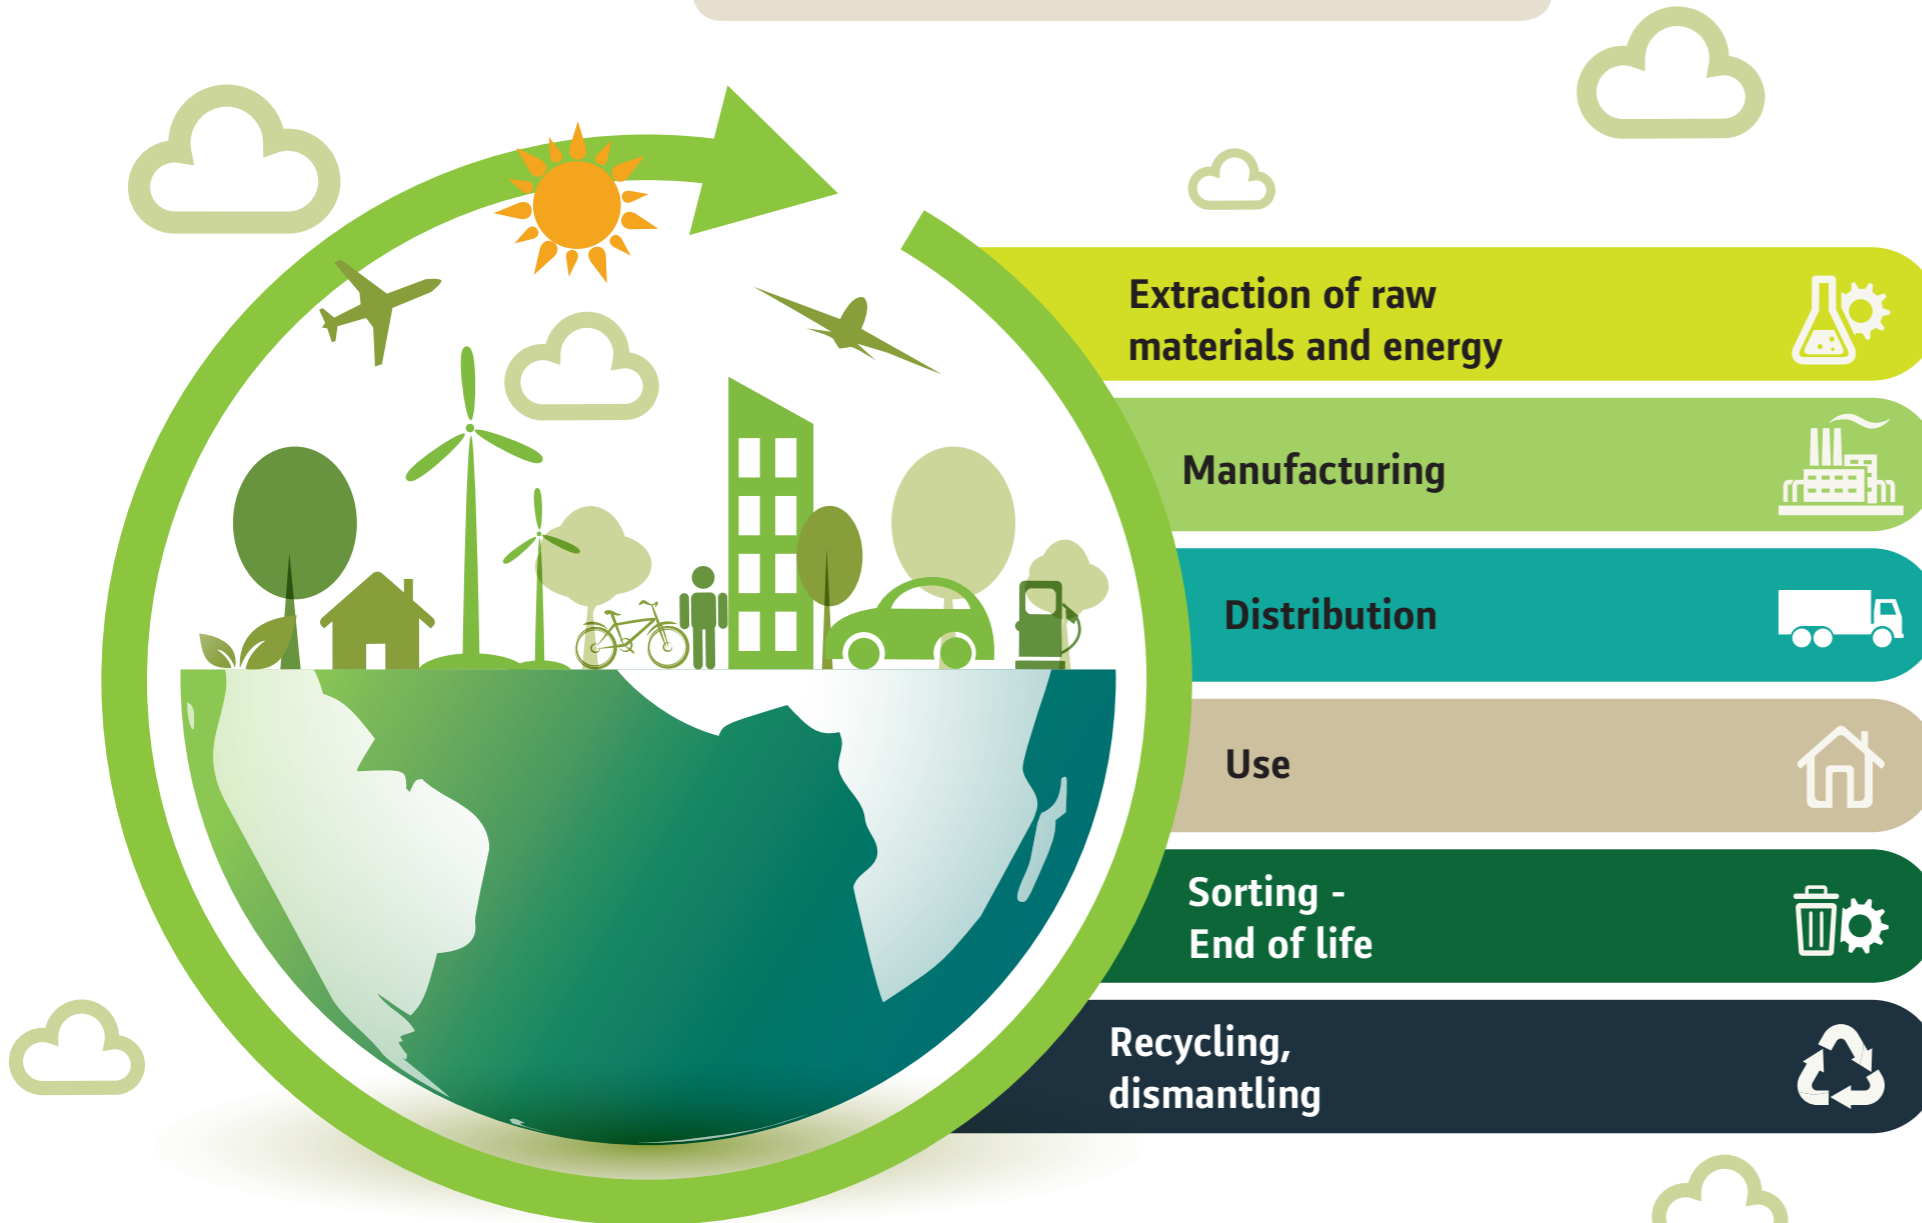 Extraction of raw
materials and energy
Manufacturing
Distribution
Use
Sorting -
End of life
Recycling,
dismantling